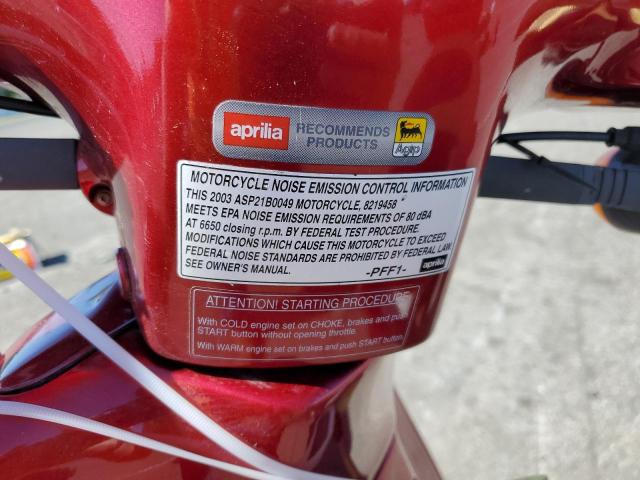 aprilia RECOMMENDS
PRODUCTS
Agip
MOTORCYCLE NOISE EMISSION CONTROL INFORMATION
THIS 2003 ASP21B0049 MOTORCYCLE, 8219458 *
MEETS EPA NOISE EMISSION REQUIREMENTS OF 80 dBA
AT 6650 closing r.p.m. BY FEDERAL TEST PROCEDURE.
MODIFICATIONS WHICH CAUSE THIS MOTORCYCLE TO EXCEED
FEDERAL NOISE STANDARDS ARE PROHIBITED BY FEDERAL LAW.
SEE OWNER'S MANUAL. -PFF1- aprilia
ATTENTION! STARTING PROCEDURE
With COLD engine set on CHOKE, brakes and push
START button without opening throttle.
With WARM engine set on brakes and push START button.